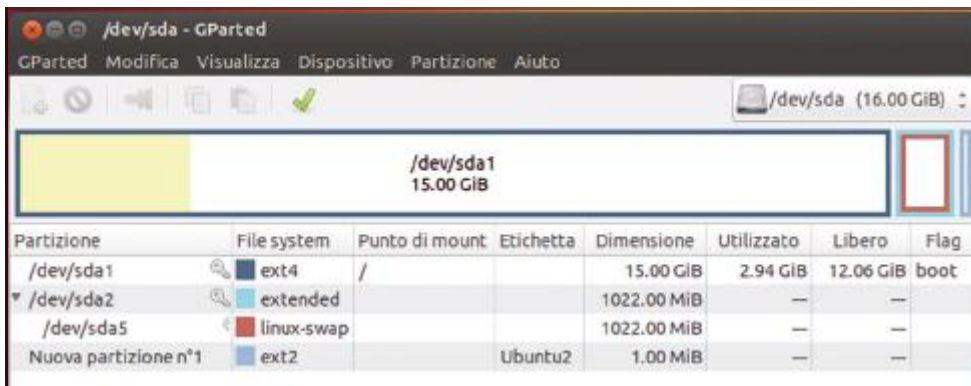 /dev/sda - GParted
GParted Modifica Visualizza Dispositivo Partizione Aiuto
/dev/sda (16.00 GiB)
/dev/sda1
15.00 GiB
Partizione File system Punto di mount Etichetta Dimensione Utilizzato Libero Flag
/dev/sda1 ext4 / 15.00 GiB 2.94 GiB 12.06 GiB boot
/dev/sda2 extended 1022.00 MiB — —
/dev/sda5 linux-swap 1022.00 MiB — —
Nuova partizione n°1 ext2 Ubuntu2 1.00 MiB — —